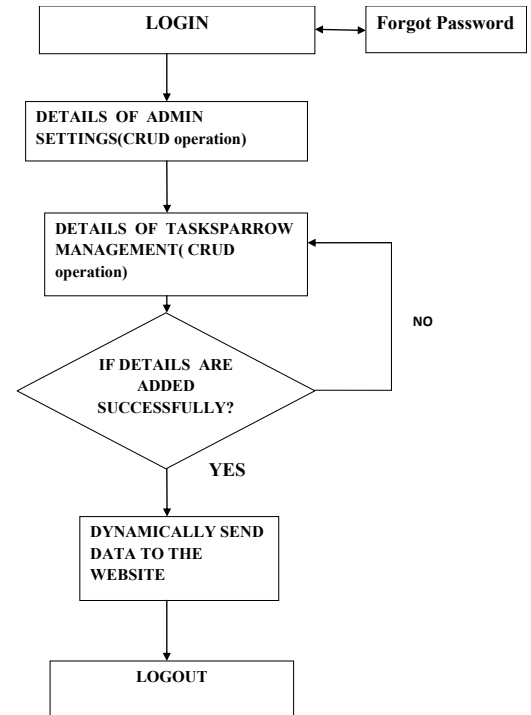 LOGIN
Forgot Password
DETAILS OF ADMIN
SETTINGS(CRUD operation)
DETAILS OF TASKSPARROW
MANAGEMENT( CRUD
operation)
NO
IF DETAILS ARE
ADDED
SUCCESSFULLY?
YES
DYNAMICALLY SEND
DATA TO THE
WEBSITE
LOGOUT